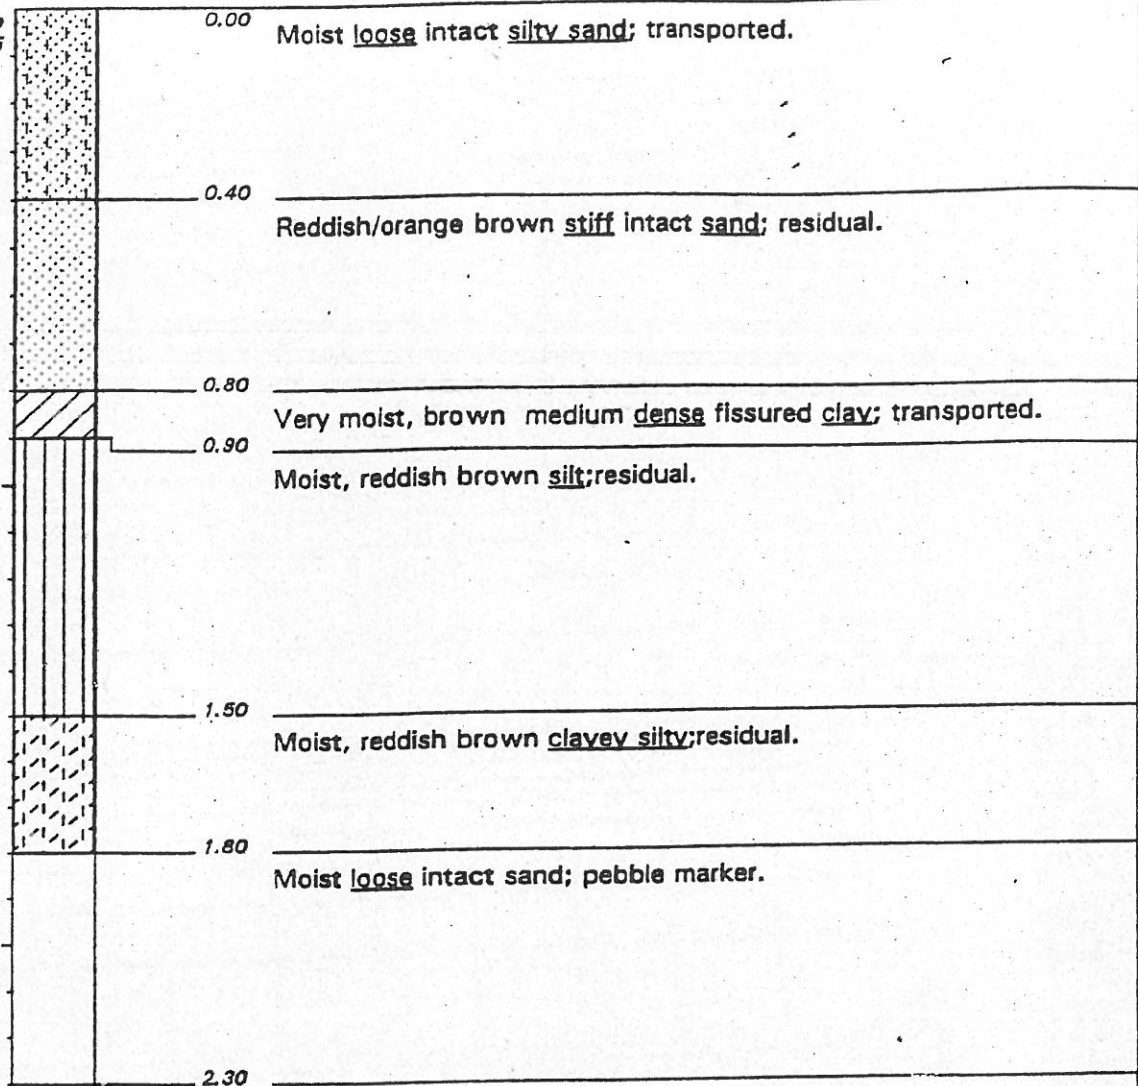 0.00
Moist loose intact silty sand; transported.
0.40
Reddish/orange brown stiff intact sand; residual.
0.80
Very moist, brown medium dense fissured clay; transported.
0.90
Moist, reddish brown silt;residual.
1.50
Moist, reddish brown clayey silty;residual.
1.80
Moist loose intact sand; pebble marker.
2.30